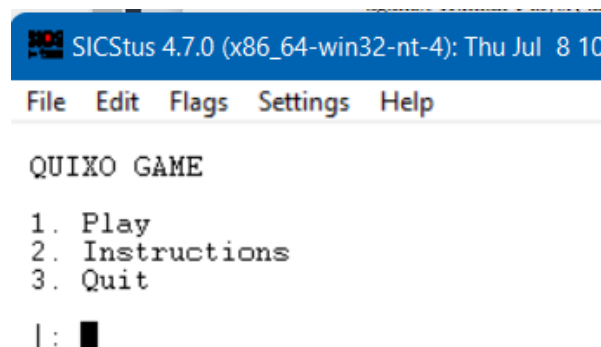 SICStus 4.7.0 (x86_64-win32-nt-4): Thu Jul 8 10
File Edit Flags Settings Help
QUIXO GAME
1. Play
2. Instructions
3. Quit
|: